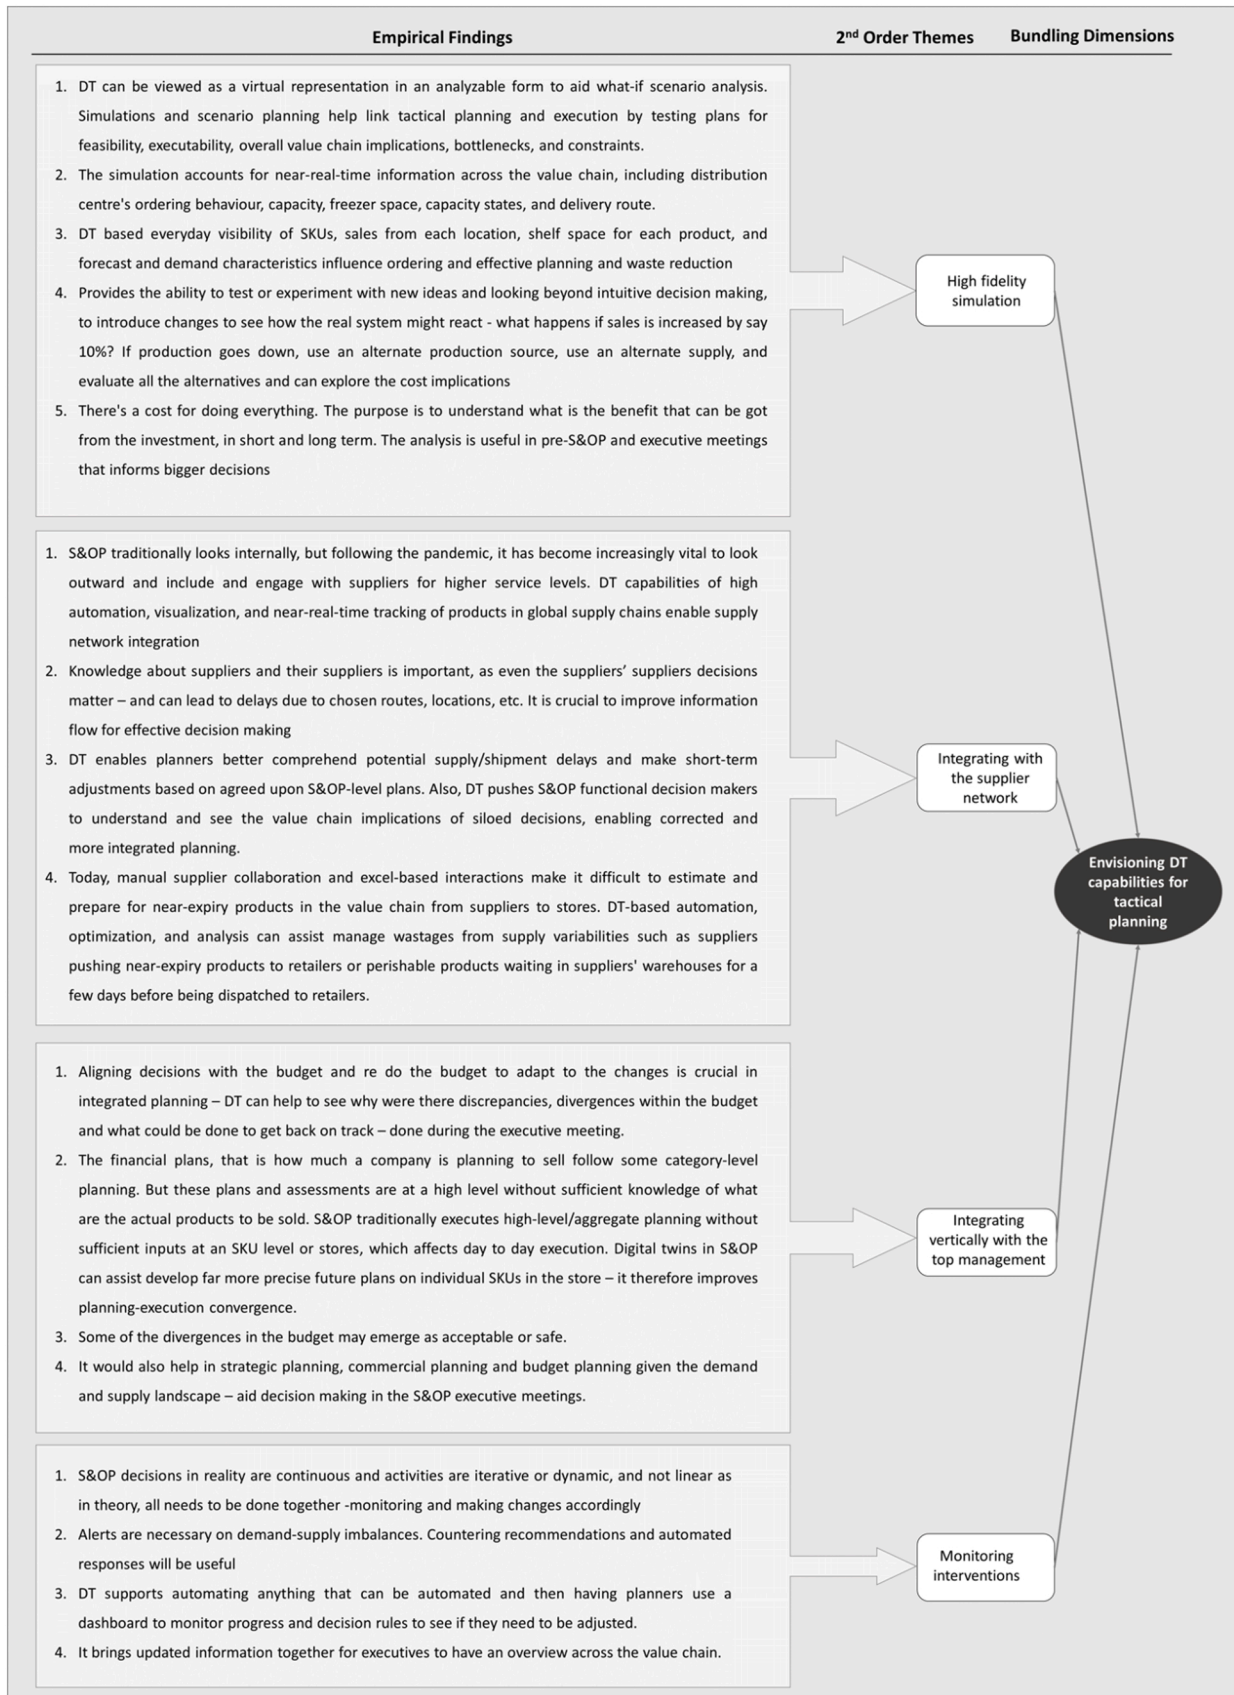 Empirical Findings
2nd Order Themes
Bundling Dimensions
1. DT can be viewed as a virtual representation in an analyzable form to aid what-if scenario analysis.
Simulations and scenario planning help link tactical planning and execution by testing plans for
feasibility, executability, overall value chain implications, bottlenecks, and constraints.
2. The simulation accounts for near-real-time information across the value chain, including distribution
centre's ordering behaviour, capacity, freezer space, capacity states, and delivery route.
3. DT based everyday visibility of SKUs, sales from each location, shelf space for each product, and
forecast and demand characteristics influence ordering and effective planning and waste reduction
4. Provides the ability to test or experiment with new ideas and looking beyond intuitive decision making,
to introduce changes to see how the real system might react - what happens if sales is increased by say
10%? If production goes down, use an alternate production source, use an alternate supply, and
evaluate all the alternatives and can explore the cost implications
5. There's a cost for doing everything. The purpose is to understand what is the benefit that can be got
from the investment, in short and long term. The analysis is useful in pre-S&OP and executive meetings
that informs bigger decisions
High fidelity
simulation
1. S&OP traditionally looks internally, but following the pandemic, it has become increasingly vital to look
outward and include and engage with suppliers for higher service levels. DT capabilities of high
automation, visualization, and near-real-time tracking of products in global supply chains enable supply
network integration
2. Knowledge about suppliers and their suppliers is important, as even the suppliers’ suppliers decisions
matter – and can lead to delays due to chosen routes, locations, etc. It is crucial to improve information
flow for effective decision making
3. DT enables planners better comprehend potential supply/shipment delays and make short-term
adjustments based on agreed upon S&OP-level plans. Also, DT pushes S&OP functional decision makers
to understand and see the value chain implications of siloed decisions, enabling corrected and
more integrated planning.
4. Today, manual supplier collaboration and excel-based interactions make it difficult to estimate and
prepare for near-expiry products in the value chain from suppliers to stores. DT-based automation,
optimization, and analysis can assist manage wastages from supply variabilities such as suppliers
pushing near-expiry products to retailers or perishable products waiting in suppliers' warehouses for a
few days before being dispatched to retailers.
Integrating with
the supplier
network
Envisioning DT
capabilities for
tactical
planning
1. Aligning decisions with the budget and re do the budget to adapt to the changes is crucial in
integrated planning – DT can help to see why were there discrepancies, divergences within the budget
and what could be done to get back on track – done during the executive meeting.
2. The financial plans, that is how much a company is planning to sell follow some category-level
planning. But these plans and assessments are at a high level without sufficient knowledge of what
are the actual products to be sold. S&OP traditionally executes high-level/aggregate planning without
sufficient inputs at an SKU level or stores, which affects day to day execution. Digital twins in S&OP
can assist develop far more precise future plans on individual SKUs in the store – it therefore improves
planning-execution convergence.
3. Some of the divergences in the budget may emerge as acceptable or safe.
4. It would also help in strategic planning, commercial planning and budget planning given the demand
and supply landscape – aid decision making in the S&OP executive meetings.
Integrating
vertically with the
top management
1. S&OP decisions in reality are continuous and activities are iterative or dynamic, and not linear as
in theory, all needs to be done together -monitoring and making changes accordingly
2. Alerts are necessary on demand-supply imbalances. Countering recommendations and automated
responses will be useful
3. DT supports automating anything that can be automated and then having planners use a
dashboard to monitor progress and decision rules to see if they need to be adjusted.
4. It brings updated information together for executives to have an overview across the value chain.
Monitoring
interventions